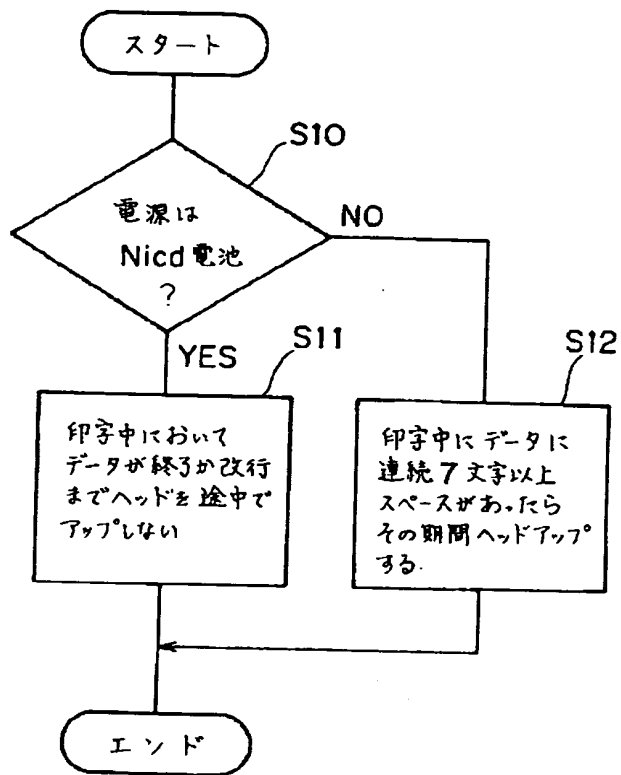 スタート
S10
電源は
Nicd電池
?
NO
YES
S11
印字中において
データが終了か改行
までヘッドを途中で
アップしない
S12
印字中にデータに
連続7文字以上
スペースがあったら
その期間ヘッドアップ
する.
エンド